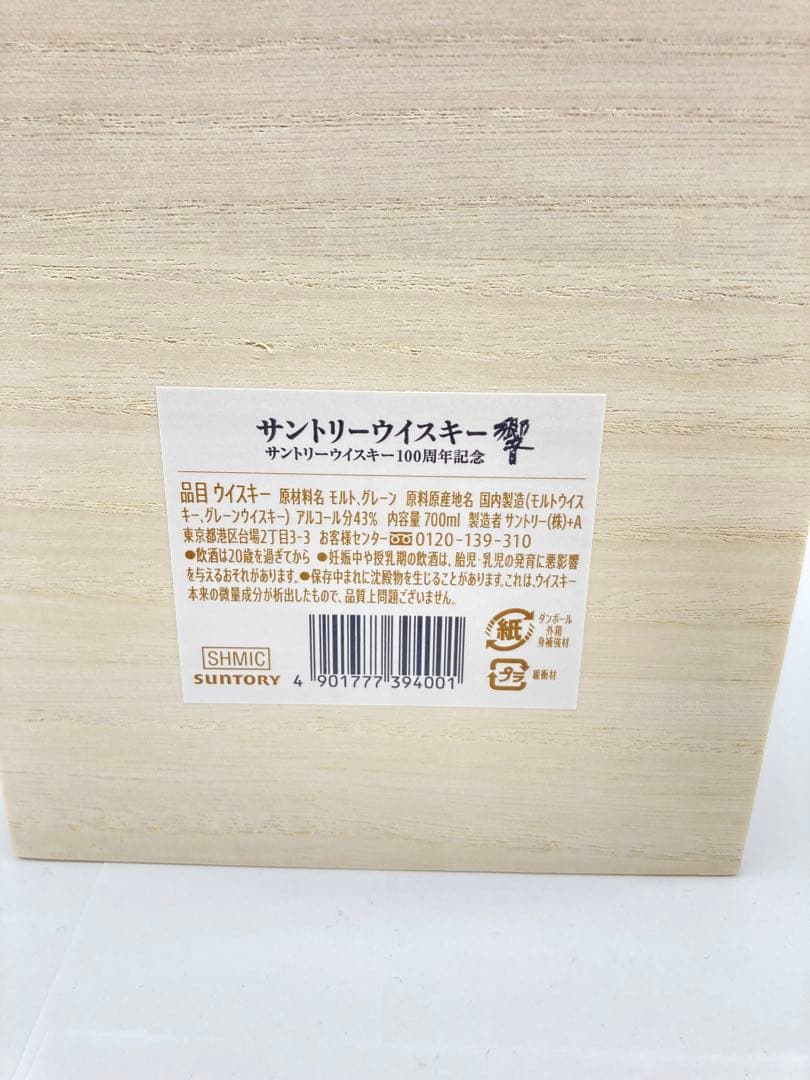 サントリーウイスキー響
サントリーウイスキー100周年記念
品目 ウイスキー 原材料名 モルト、グレーン 原料原産地名 国内製造(モルトウイス
キー、グレーンウイスキー) アルコール分43% 内容量 700ml 製造者 サントリー(株)+A
東京都港区台場2丁目3-3 お客様センター 0120-139-310
●飲酒は20歳を過ぎてから ●妊娠中や授乳期の飲酒は、胎児・乳児の発育に悪影響
を与えるおそれがあります。●保存中まれに沈殿物を生じることがあります。これは、ウイスキー
本来の微量成分が析出したもので、品質上問題ございません。
SHMIC
SUNTORY
4 901777 394001
紙
ダンボール
外箱
身補強材
プラ
緩衝材